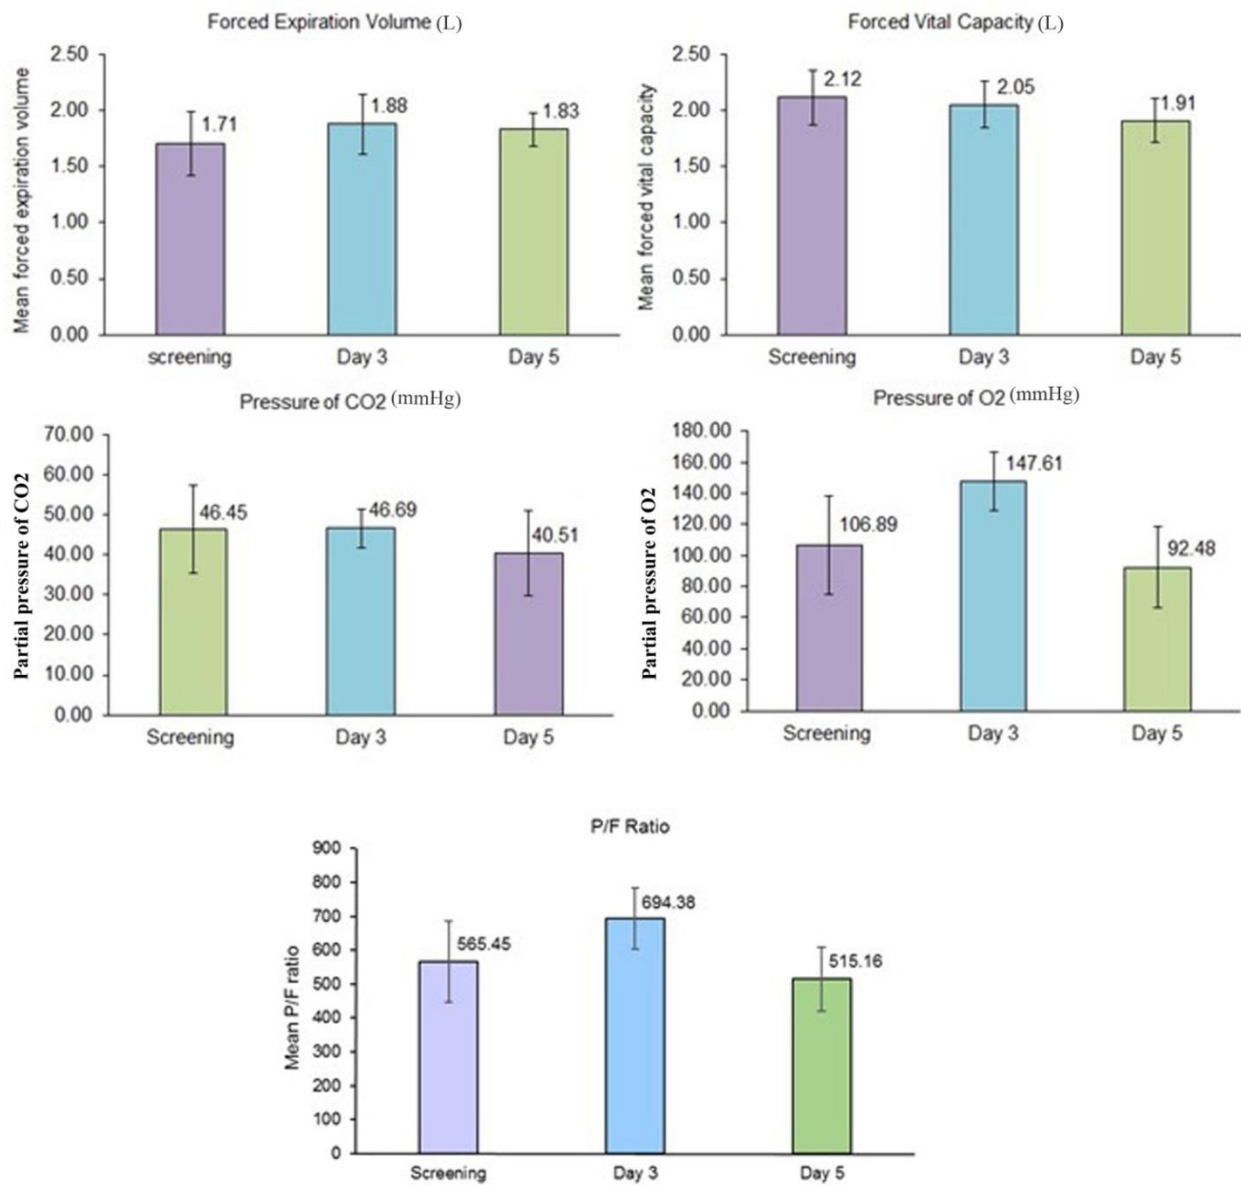 Forced Expiration Volume (L)
Mean forced expiration volume
2.50
2.00
1.50
1.00
0.50
0.00
1.71
1.88
1.83
screening
Day 3
Day 5
Forced Vital Capacity (L)
Mean forced vital capacity
2.50
2.00
1.50
1.00
0.50
0.00
2.12
2.05
1.91
Screening
Day 3
Day 5
Pressure of CO2 (mmHg)
Partial pressure of CO2
70.00
60.00
50.00
40.00
30.00
20.00
10.00
0.00
46.45
46.69
40.51
Screening
Day 3
Day 5
Pressure of O2 (mmHg)
Partial pressure of O2
180.00
160.00
140.00
120.00
100.00
80.00
60.00
40.00
20.00
0.00
106.89
147.61
92.48
Screening
Day 3
Day 5
P/F Ratio
Mean P/F ratio
900
800
700
600
500
400
300
200
100
0
565.45
694.38
515.16
Screening
Day 3
Day 5